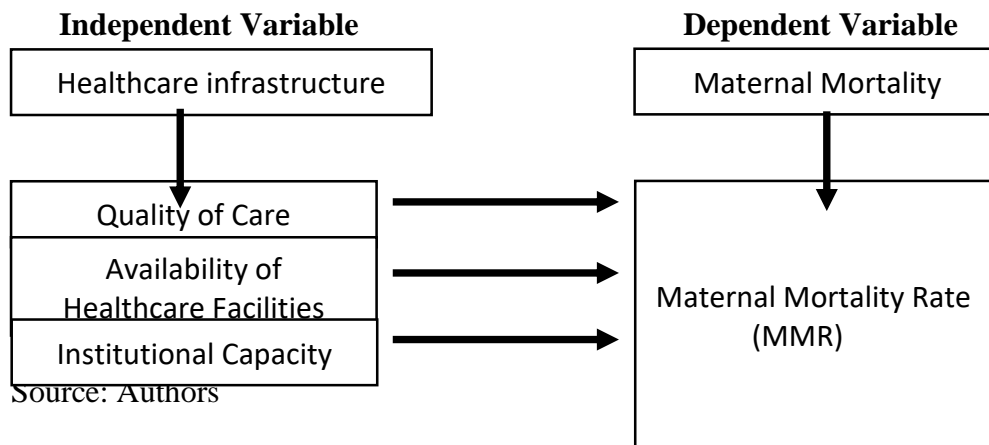 Independent Variable
Dependent Variable
Healthcare infrastructure
Maternal Mortality
Quality of Care
Availability of
Healthcare Facilities
Institutional Capacity
Maternal Mortality Rate
(MMR)
Source: Authors